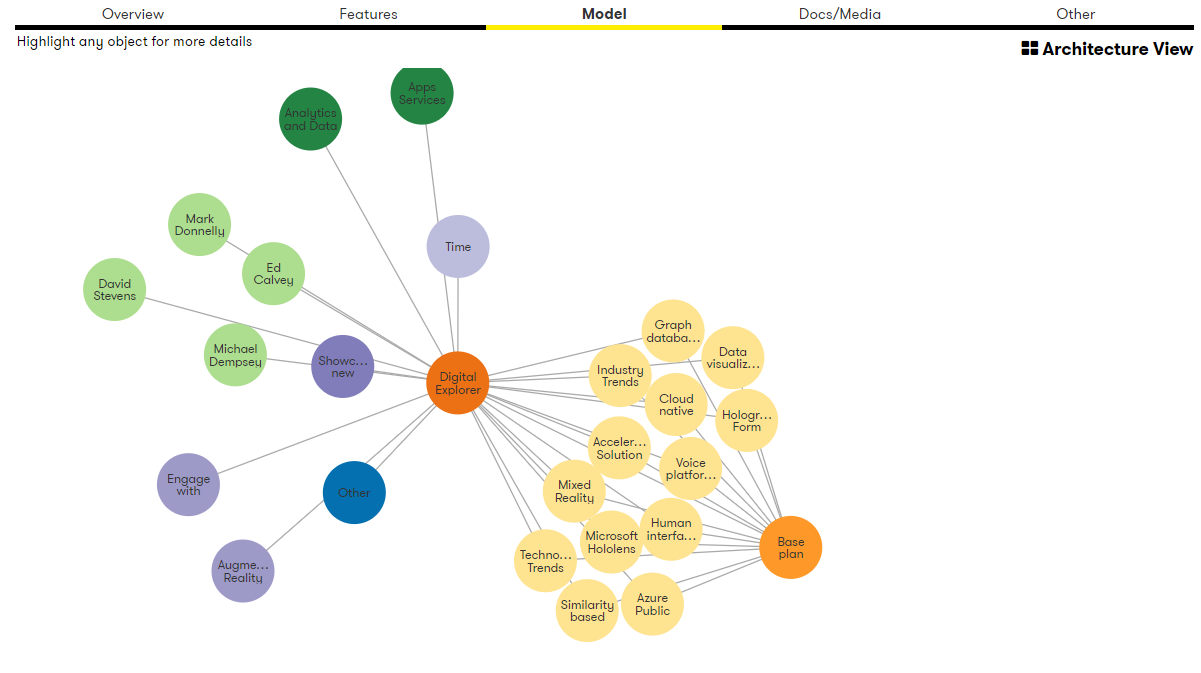 Overview
Features
Model
Docs/Media
Other
Highlight any object for more details
Architecture View
Apps
Services
Analytics
and Data
Mark
Donnelly
Time
Ed
Calvey
David
Stevens
Michael
Dempsey
Showc...
new
Digital
Explorer
Graph
databa...
Data
visualiz...
Industry
Trends
Cloud
native
Hologr...
Form
Acceler...
Solution
Voice
platfor...
Engage
with
Other
Mixed
Reality
Human
interfa...
Microsoft
Hololens
Base
plan
Techno...
Trends
Augme...
Reality
Similarity
based
Azure
Public